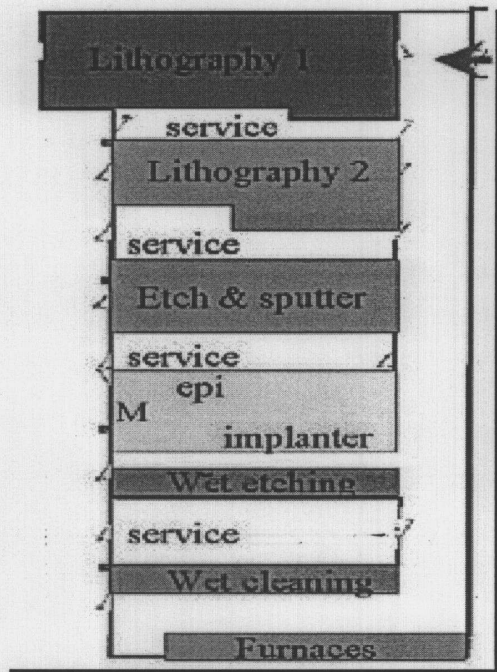 Lithography 1
service
Lithography 2
service
Etch & sputter
service
epi
M
implanter
Wet etching
service
Wet cleaning
Furnaces